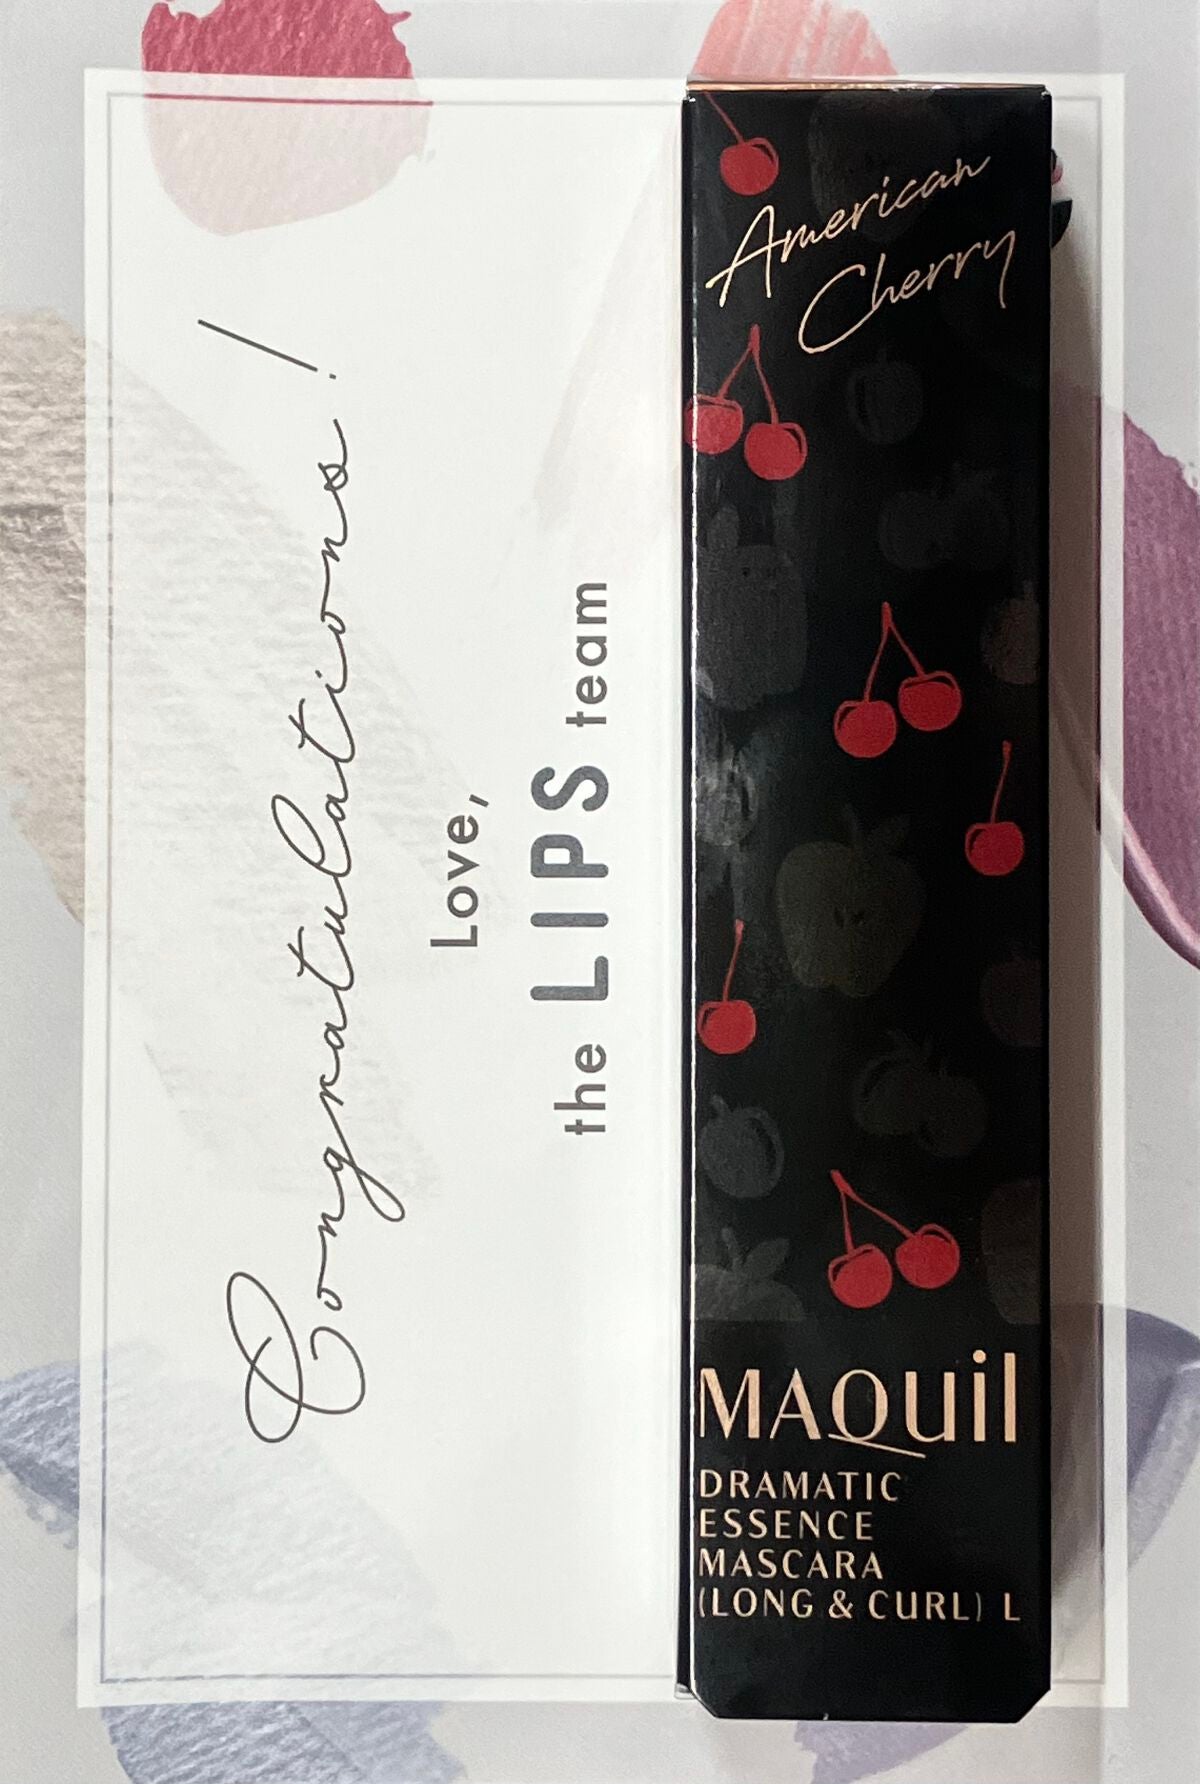 Congratulations!
Love,
the LIPS team
American
Cherry
MAQuil
DRAMATIC
ESSENCE
MASCARA
(LONG & CURL) L